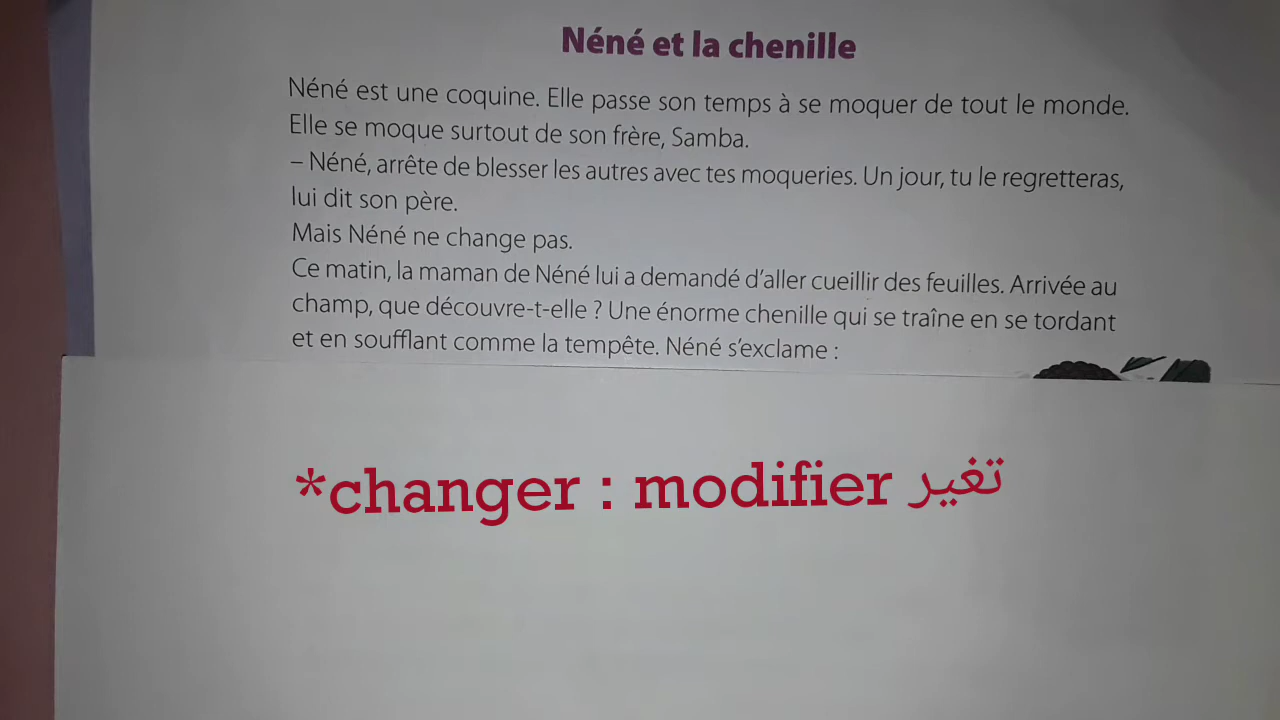 Néné et la chenille
Néné est une coquine. Elle passe son temps à se moquer de tout le monde.
Elle se moque surtout de son frère, Samba.
– Néné, arrête de blesser les autres avec tes moqueries. Un jour, tu le regretteras,
lui dit son père.
Mais Néné ne change pas.
Ce matin, la maman de Néné lui a demandé d'aller cueillir des feuilles. Arrivée au
champ, que découvre-t-elle ? Une énorme chenille qui se traîne en se tordant
et en soufflant comme la tempête. Néné s'exclame :
*changer : modifier تغير